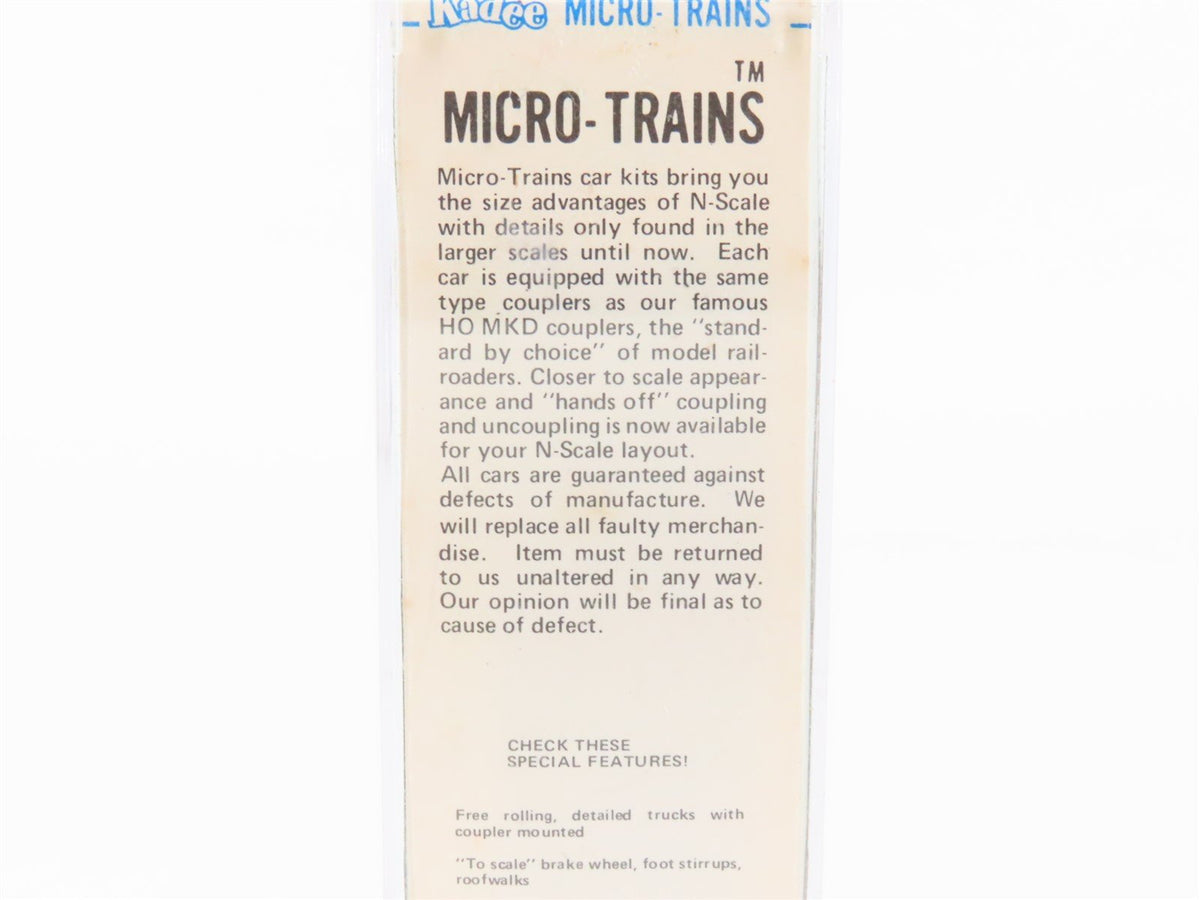 Kadee MICRO-TRAINS
TM
MICRO-TRAINS
Micro-Trains car kits bring you
the size advantages of N-Scale
with details only found in the
larger scales until now. Each
car is equipped with the same
type couplers as our famous
HO MKD couplers, the "stand-
ard by choice" of model rail-
roaders. Closer to scale appear-
ance and "hands off" coupling
and uncoupling is now available
for your N-Scale layout.
All cars are guaranteed against
defects of manufacture. We
will replace all faulty merchan-
dise. Item must be returned
to us unaltered in any way.
Our opinion will be final as to
cause of defect.
CHECK THESE
SPECIAL FEATURES!
Free rolling, detailed trucks with
coupler mounted
"To scale" brake wheel, foot stirrups,
roofwalks